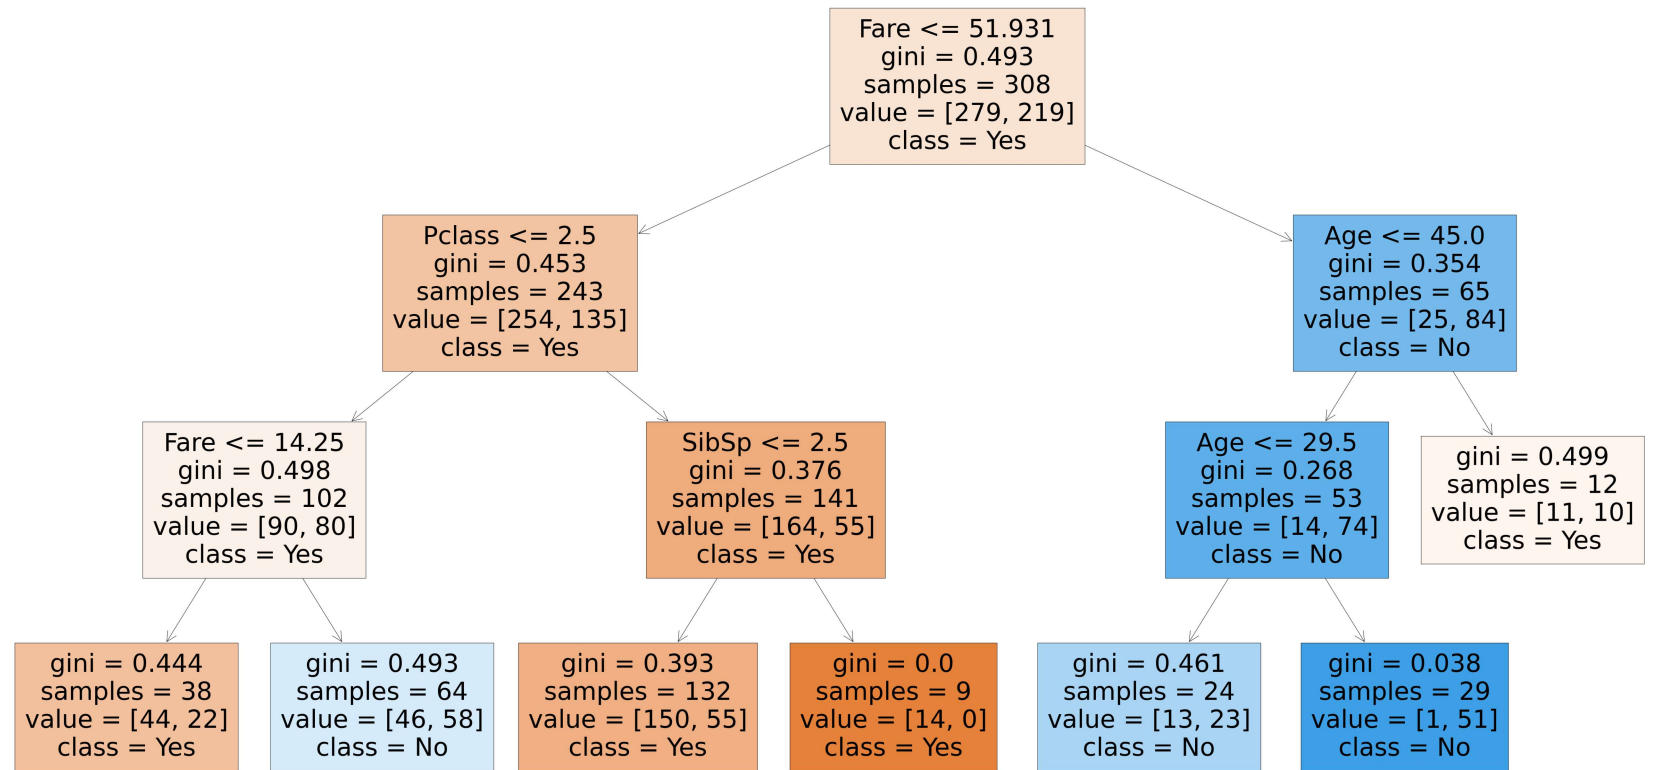 Fare <= 51.931
gini = 0.493
samples = 308
value = [279, 219]
class = Yes
Pclass <= 2.5
gini = 0.453
samples = 243
value = [254, 135]
class = Yes
Age <= 45.0
gini = 0.354
samples = 65
value = [25, 84]
class = No
Fare <= 14.25
gini = 0.498
samples = 102
value = [90, 80]
class = Yes
SibSp <= 2.5
gini = 0.376
samples = 141
value = [164, 55]
class = Yes
Age <= 29.5
gini = 0.268
samples = 53
value = [14, 74]
class = No
gini = 0.499
samples = 12
value = [11, 10]
class = Yes
gini = 0.444
samples = 38
value = [44, 22]
class = Yes
gini = 0.493
samples = 64
value = [46, 58]
class = No
gini = 0.393
samples = 132
value = [150, 55]
class = Yes
gini = 0.0
samples = 9
value = [14, 0]
class = Yes
gini = 0.461
samples = 24
value = [13, 23]
class = No
gini = 0.038
samples = 29
value = [1, 51]
class = No